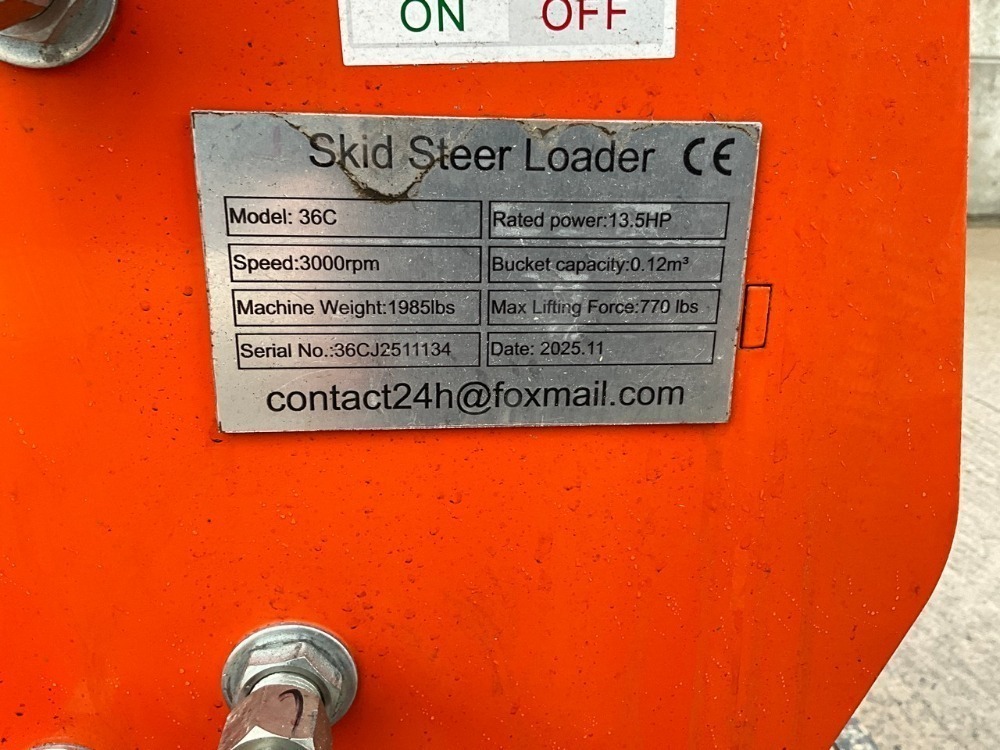 ON OFF
Skid Steer Loader CE
Model: 36C
Rated power:13.5HP
Speed:3000rpm
Bucket capacity:0.12m³
Machine Weight:1985lbs
Max Lifting Force:770 lbs
Serial No.:36CJ2511134
Date: 2025.11
contact24h@foxmail.com